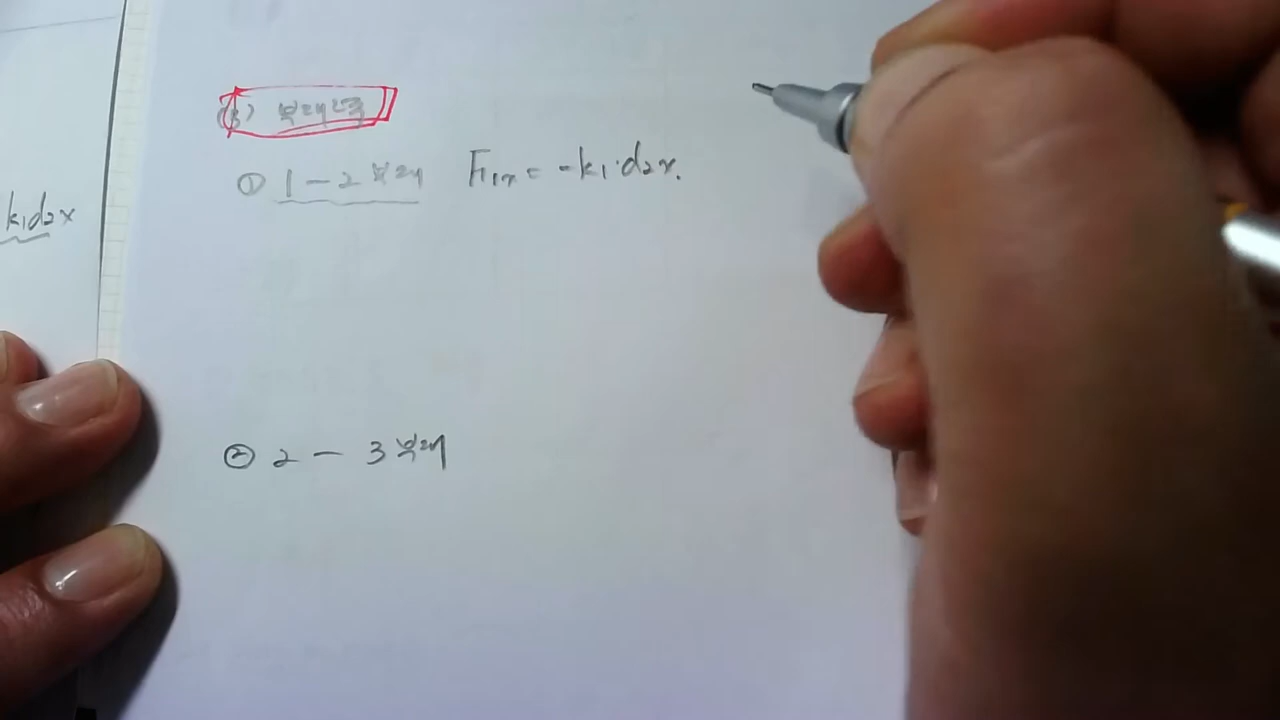 k₁d₂x
(3) 부재력
① 1 - 2 부재 F₁ₓ = -k₁·d₂x.
② 2 - 3 부재